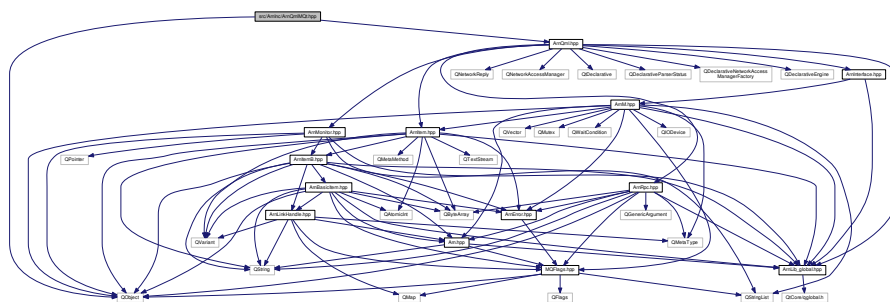 src/ArnInc/ArnQmlMQt.hpp
ArnQml.hpp
QNetworkReply
QNetworkAccessManager
QDeclarative
QDeclarativeParserStatus
QDeclarativeNetworkAccess
ManagerFactory
QDeclarativeEngine
ArnInterface.hpp
ArnM.hpp
QVector
QMutex
QWaitCondition
QIODevice
ArnMonitor.hpp
ArnItem.hpp
QPointer
ArnItemB.hpp
QMetaMethod
QTextStream
ArnBasicItem.hpp
ArnRpc.hpp
ArnLinkHandle.hpp
QAtomicInt
QByteArray
ArnError.hpp
QGenericArgument
QVariant
Arn.hpp
QMetaType
QString
MQFlags.hpp
ArnLib_global.hpp
QObject
QMap
QFlags
QStringList
QtCore/qglobal.h